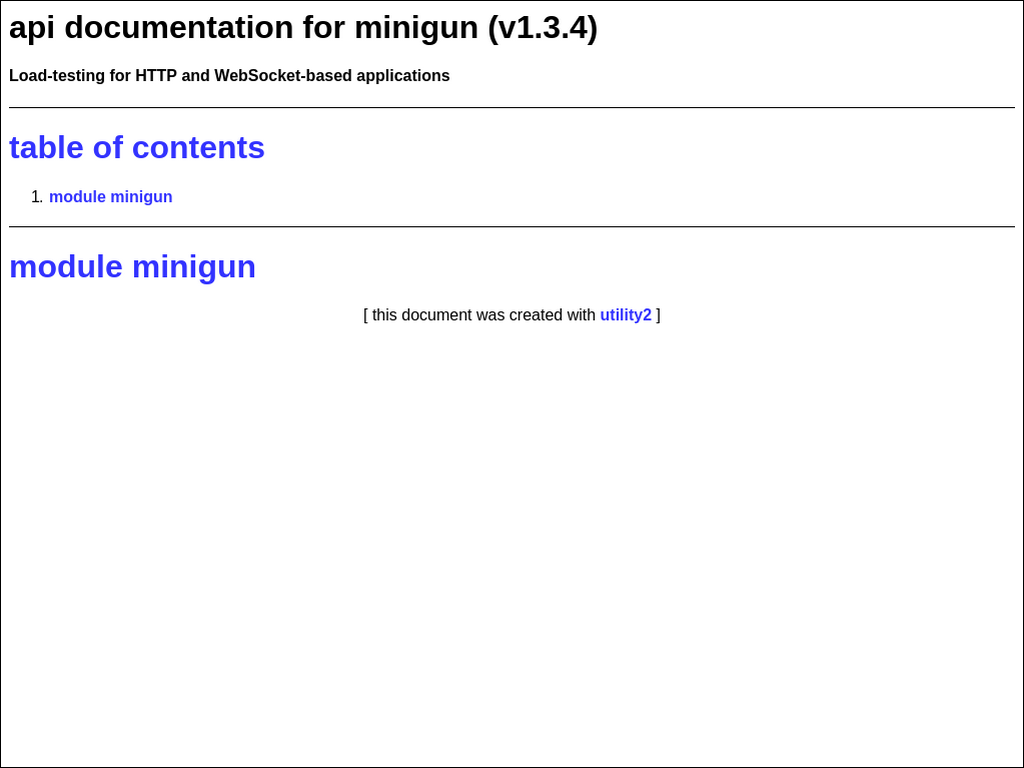 api documentation for minigun (v1.3.4)
Load-testing for HTTP and WebSocket-based applications
table of contents
1. module minigun
module minigun
[ this document was created with utility2 ]